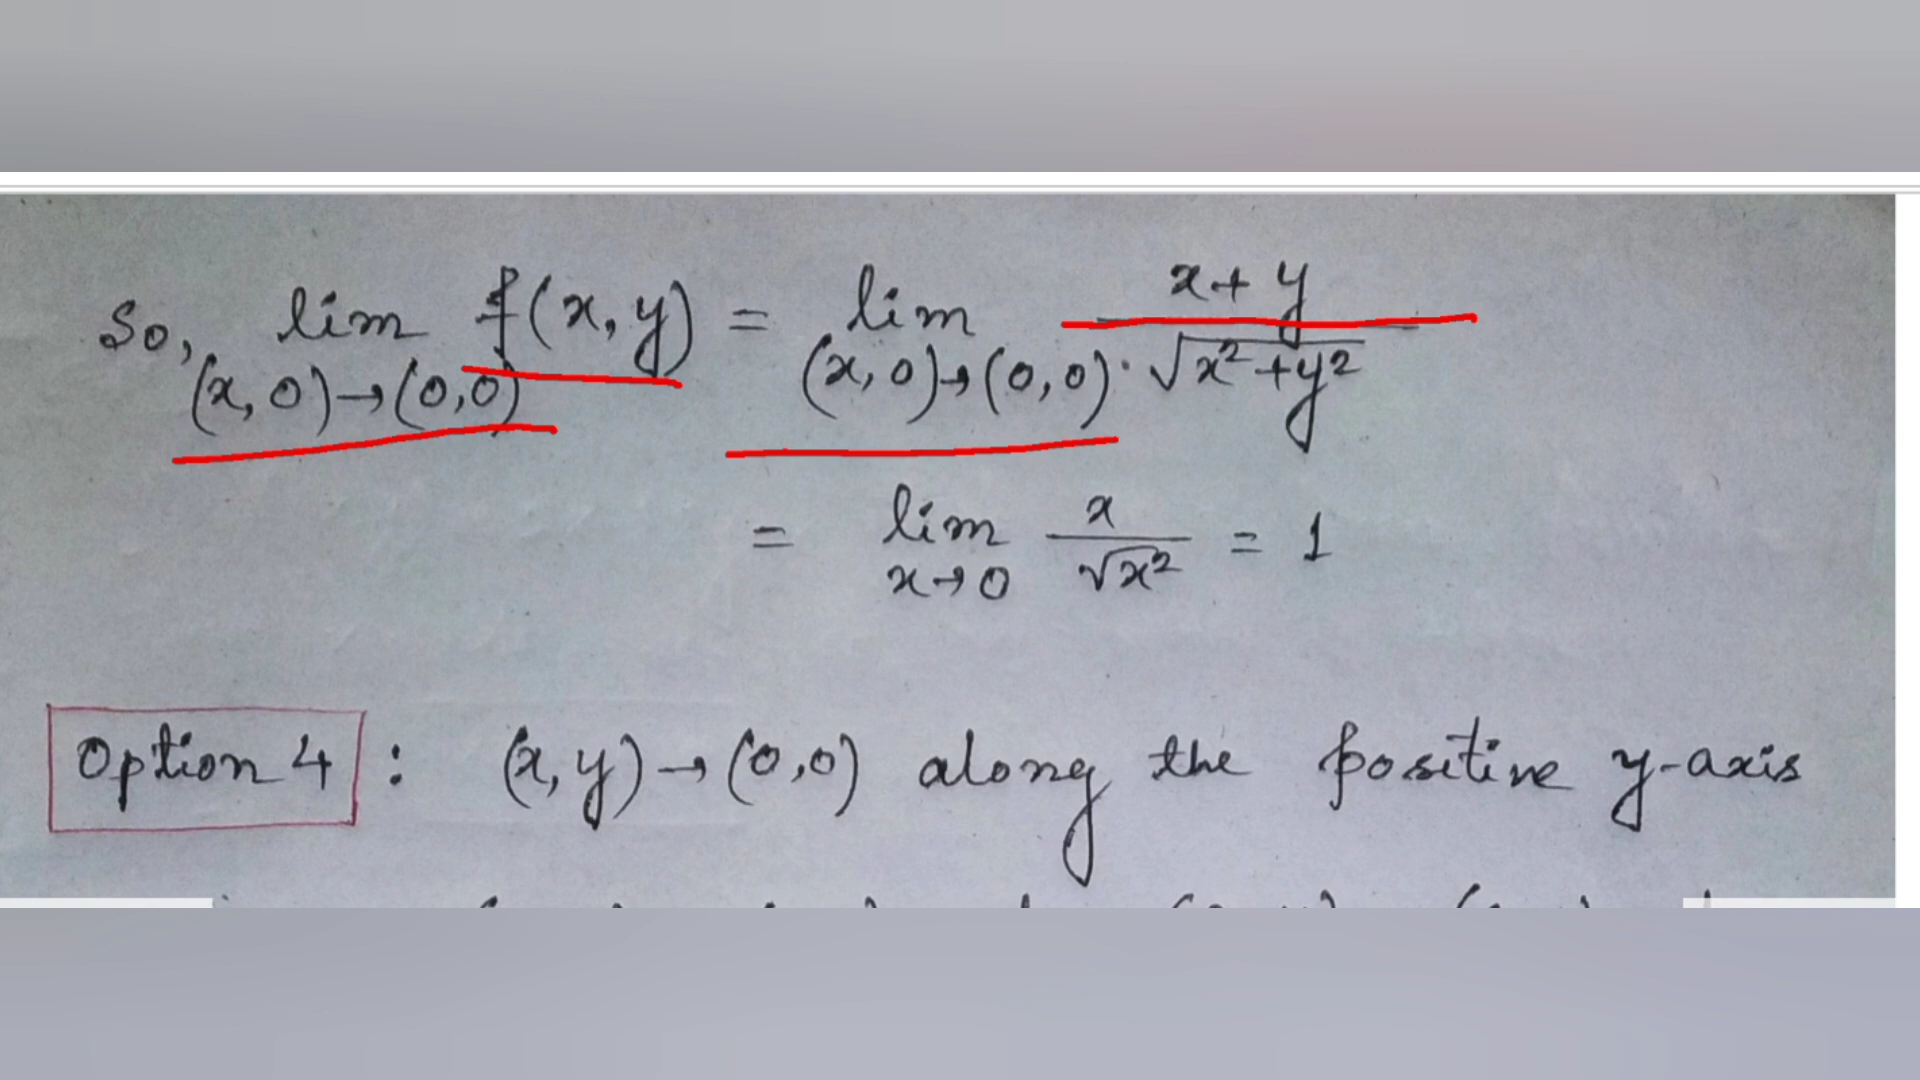 So, lim f(x, y) = lim x + y
(x, 0)→(0,0) (x, 0)→(0,0) √x²+y²
= lim x = 1
x→0 √x²
Option 4 : (x, y)→(0,0) along the positive y-axis